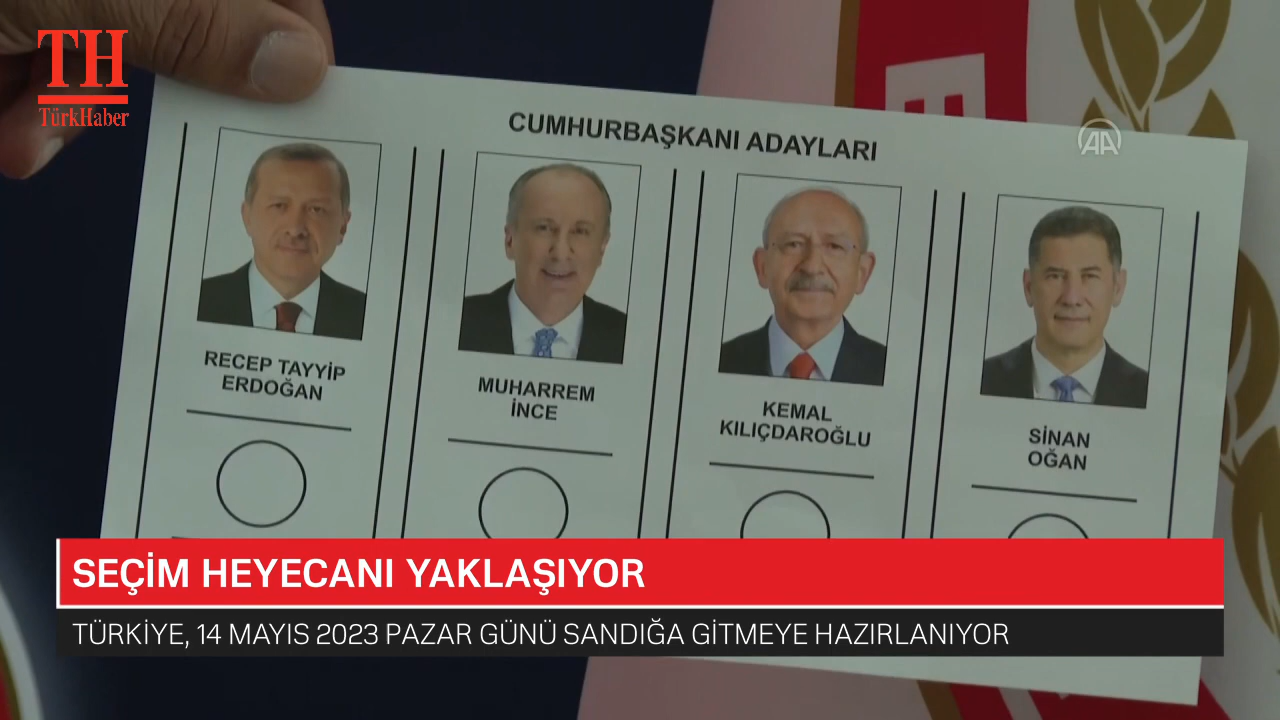 TH
TürkHaber
CUMHURBAŞKANI ADAYLARI
AA
RECEP TAYYİP
ERDOĞAN
MUHARREM
İNCE
KEMAL
KILIÇDAROĞLU
SİNAN
OĞAN
SEÇİM HEYECANI YAKLAŞIYOR
TÜRKİYE, 14 MAYIS 2023 PAZAR GÜNÜ SANDIĞA GİTMEYE HAZIRLANIYOR